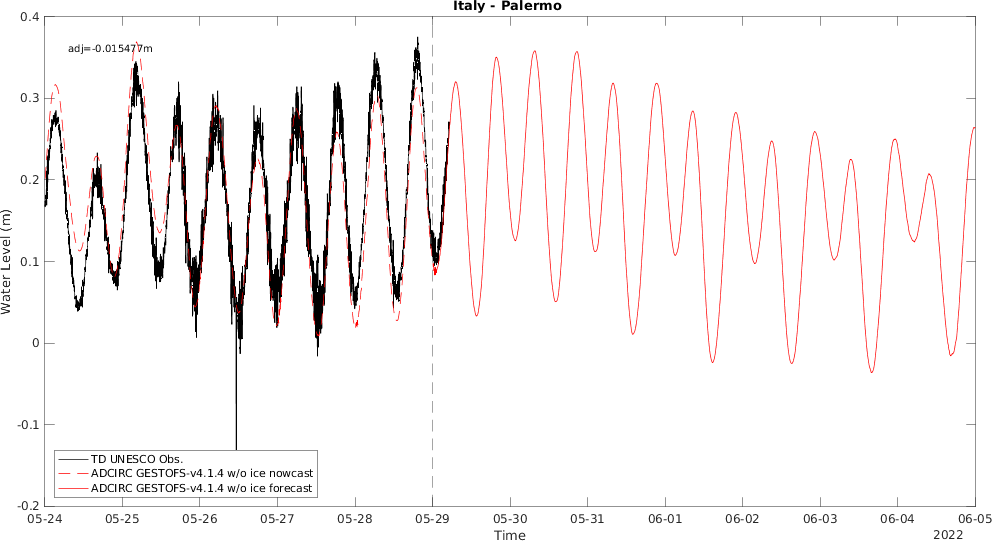 Italy - Palermo
0.4
adj=-0.015477m
0.3
0.2
0.1
0
-0.1
-0.2
Water Level (m)
TD UNESCO Obs.
ADCIRC GESTOFS-v4.1.4 w/o ice nowcast
ADCIRC GESTOFS-v4.1.4 w/o ice forecast
05-24 05-25 05-26 05-27 05-28 05-29 05-30 05-31 06-01 06-02 06-03 06-04 06-05
Time
2022